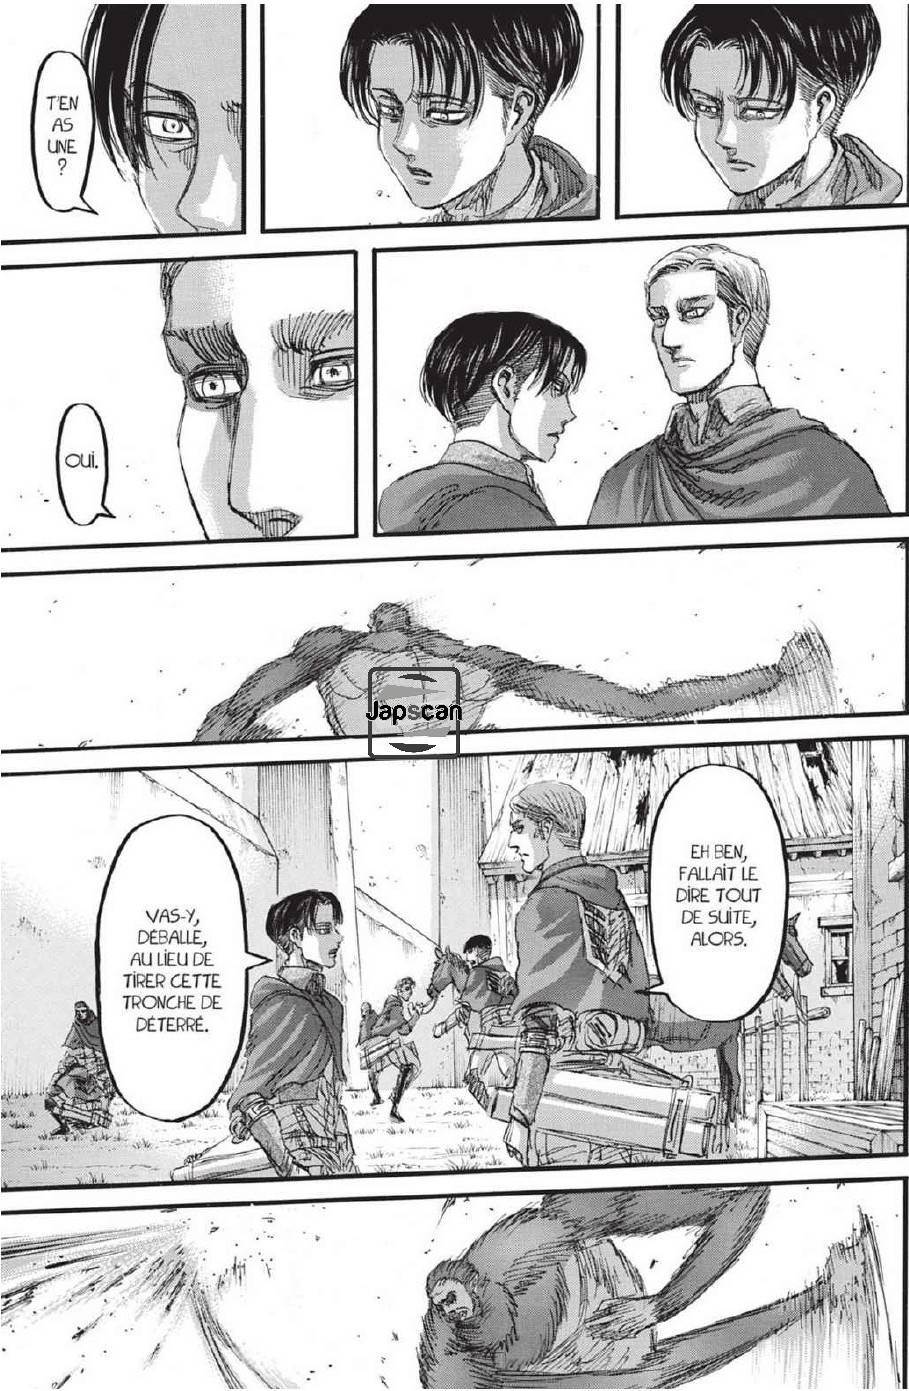 T'EN
AS
UNE
?
OUI.
Japscan
EH BEN,
FALLAIT LE
DIRE TOUT
DE SUITE,
ALORS.
VAS-Y,
DÉBALLE,
AU LIEU DE
TIRER CETTE
TRONCHE DE
DÉTERRÉ.